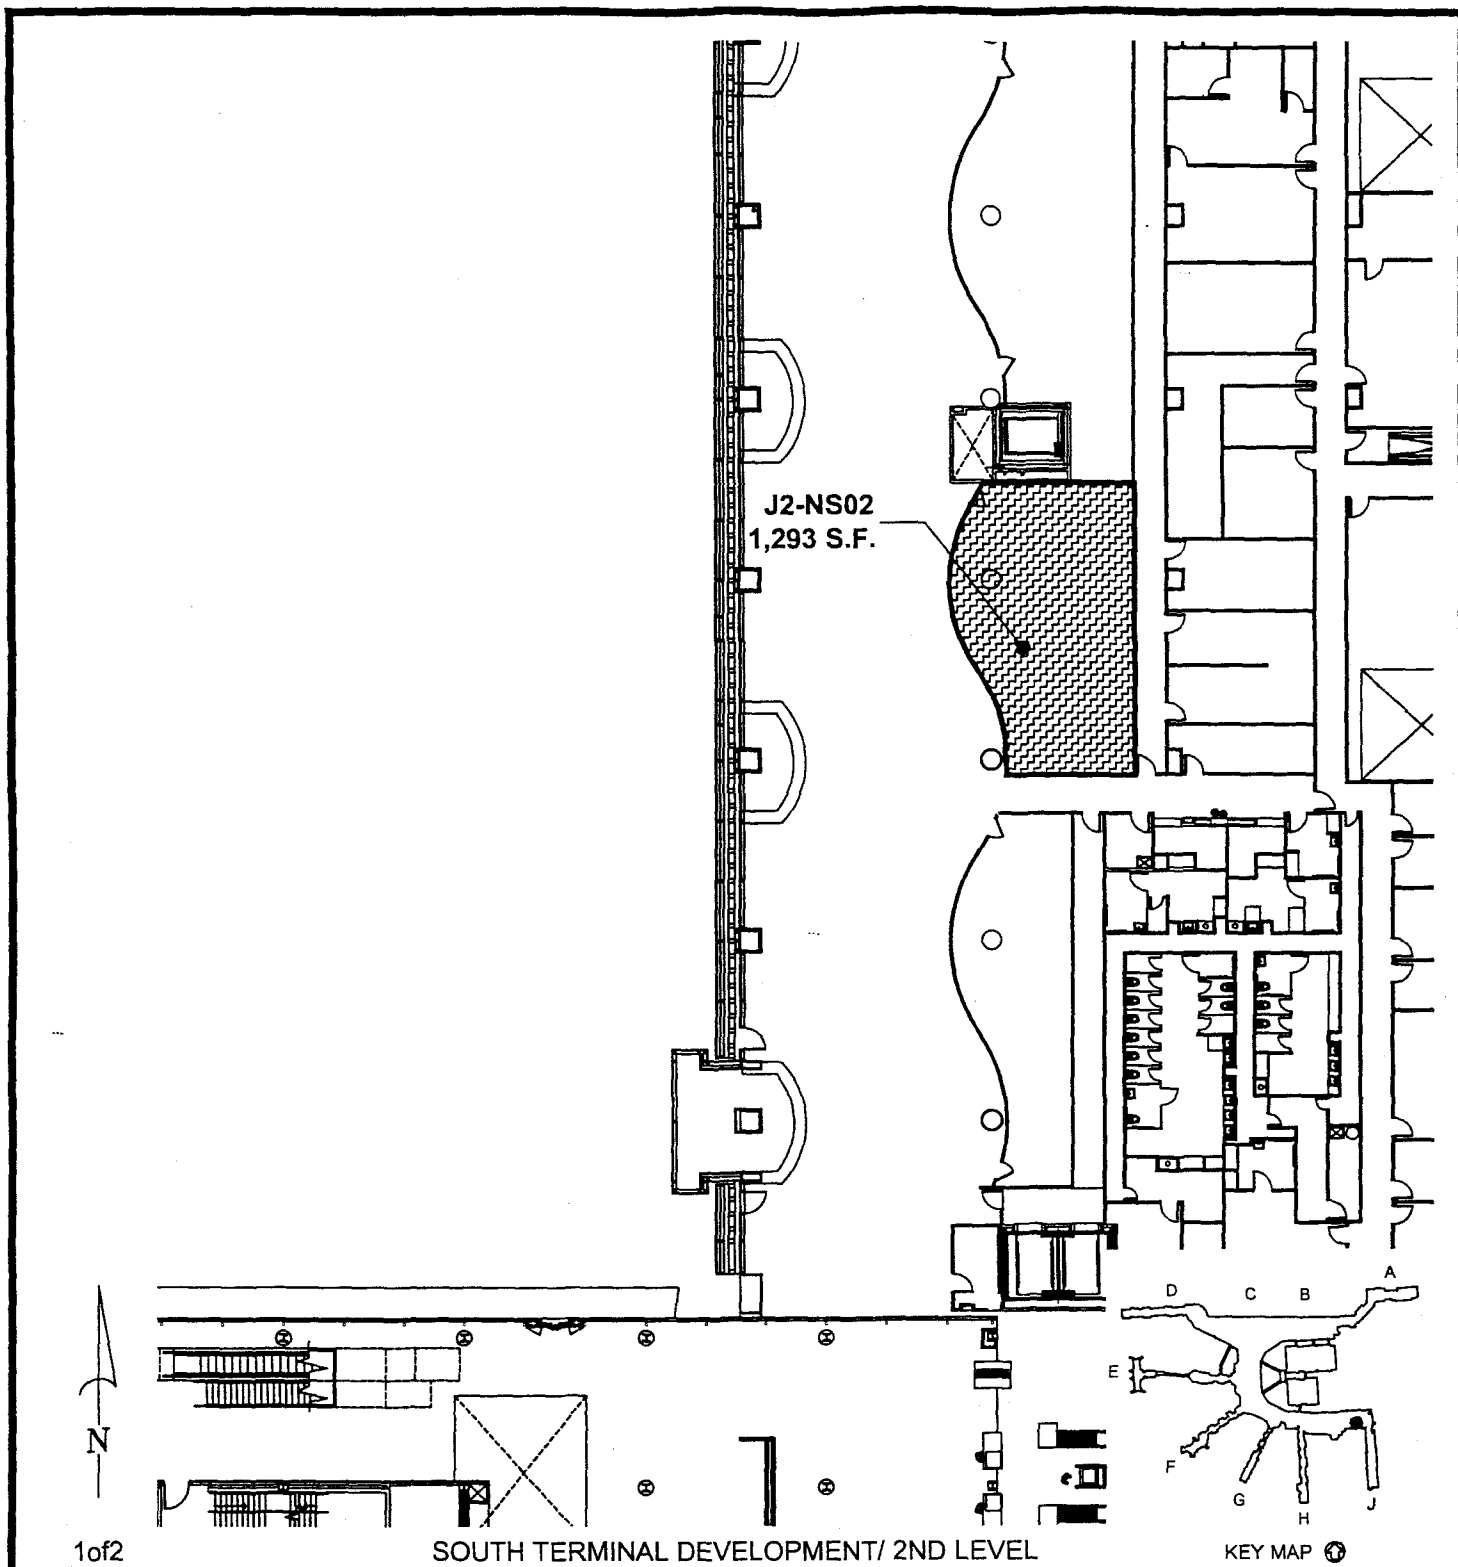 J2-NS02
1,293 S.F.
A
D
C
B
E
F
G
H
J
N
1of2
SOUTH TERMINAL DEVELOPMENT/ 2ND LEVEL
KEY MAP